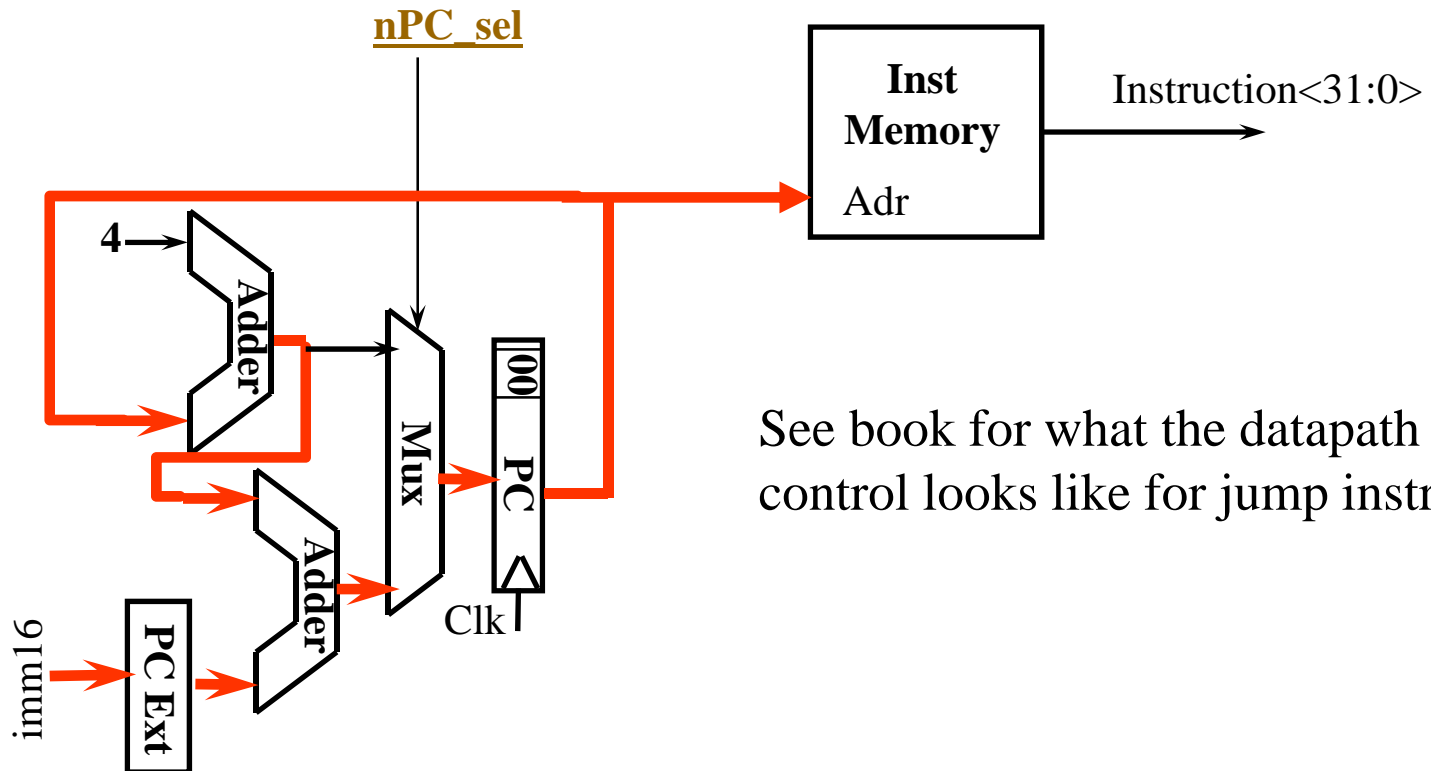 nPC_sel
Inst
Memory
Adr
Instruction<31:0>
4
Adder
Mux
00
PC
Clk
Adder
imm16
PC Ext
See book for what the datapath
control looks like for jump